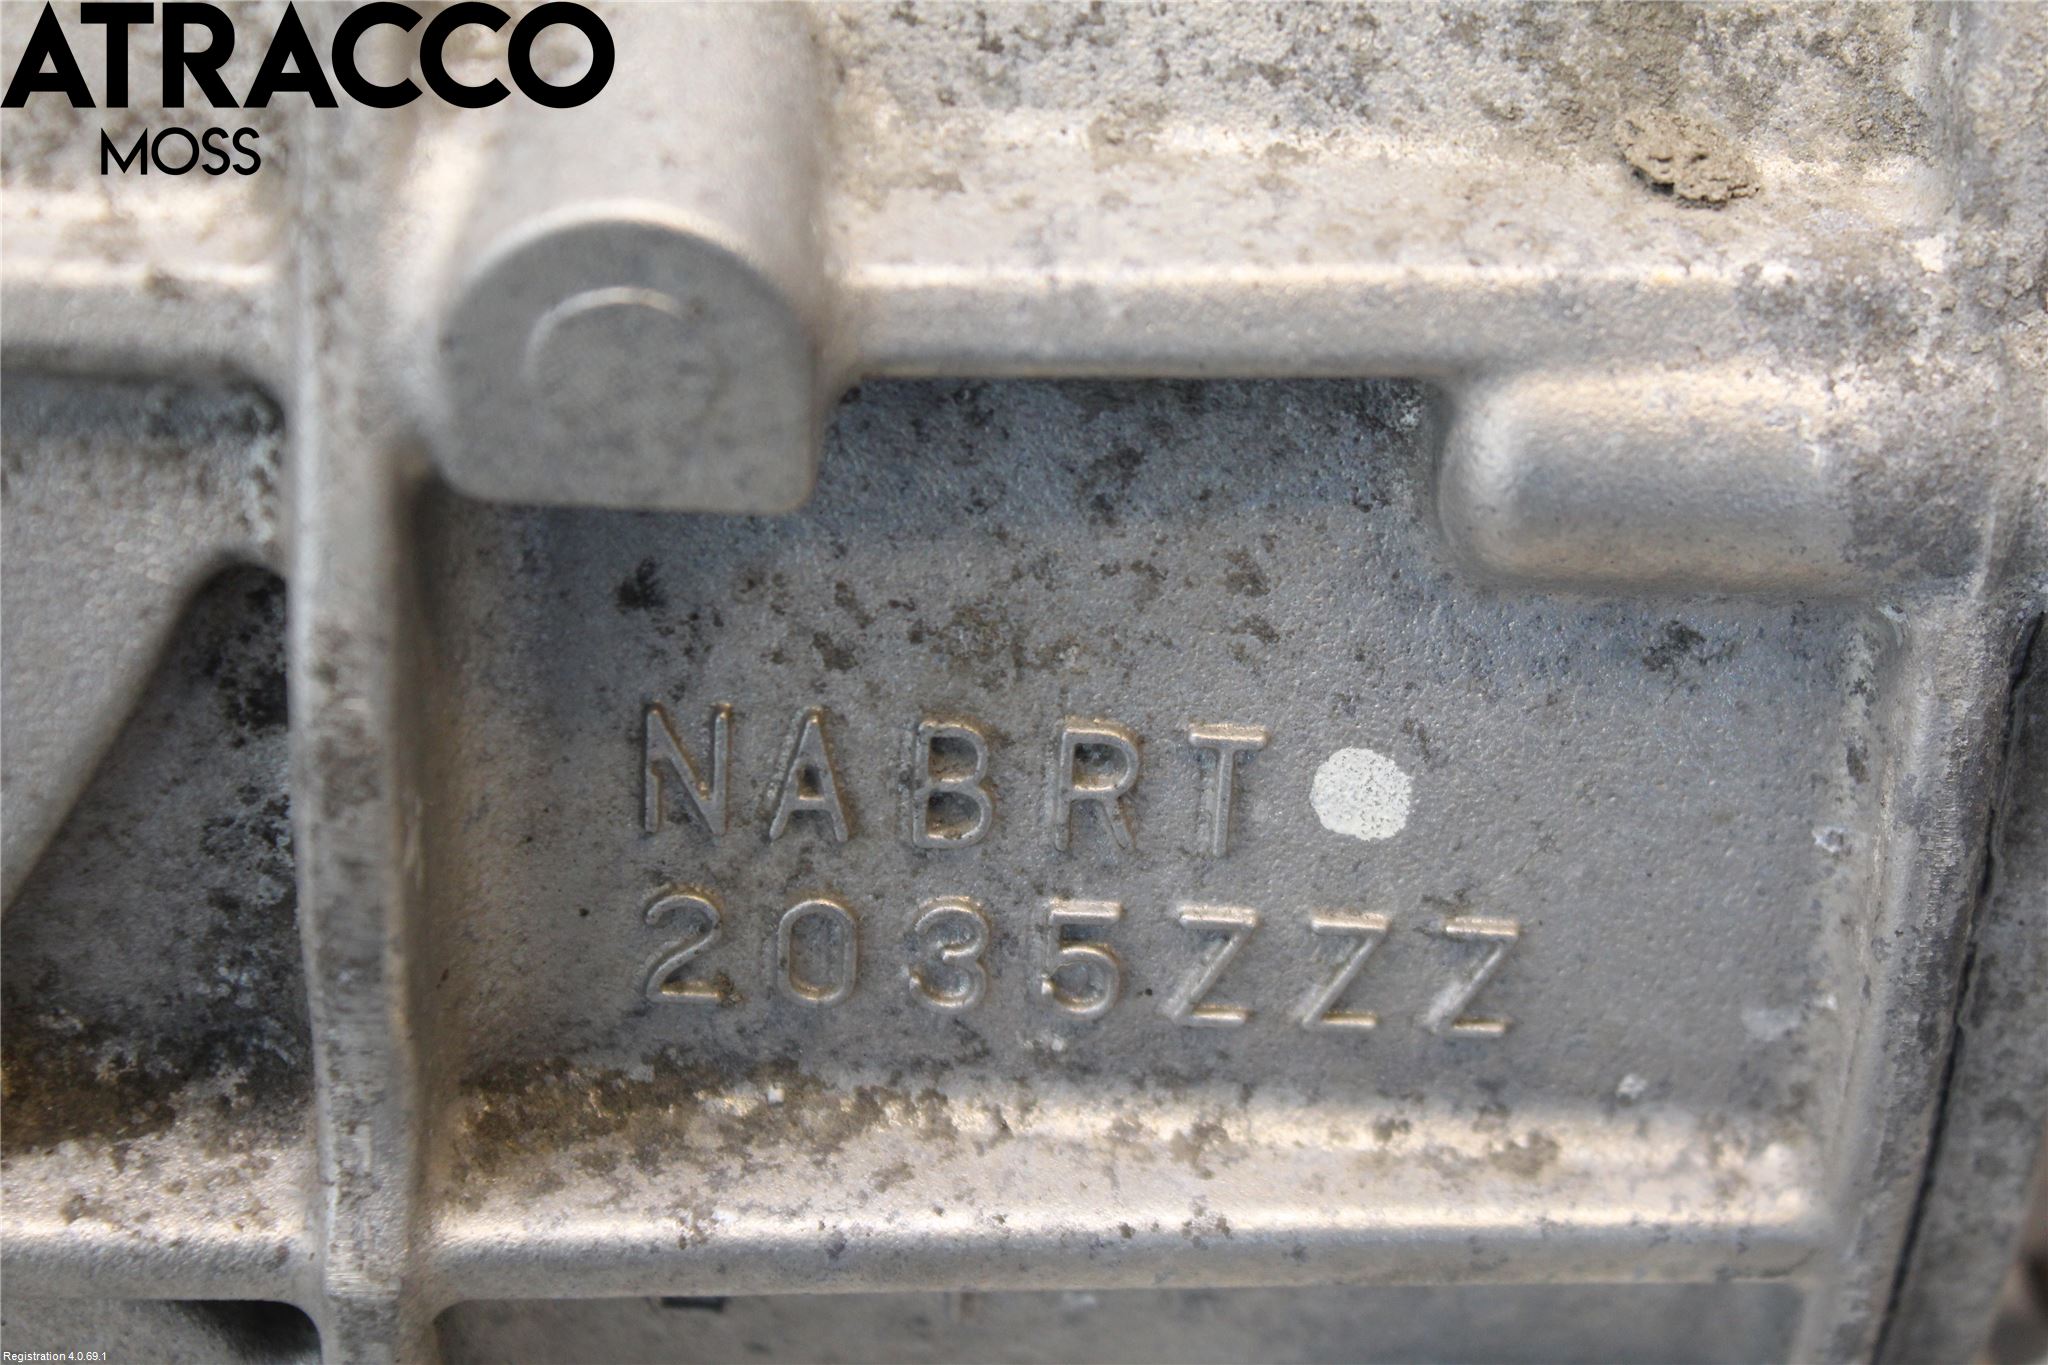 ATRACCO
MOSS
NABRT
2035ZZZ
Registration 4.0.69.1